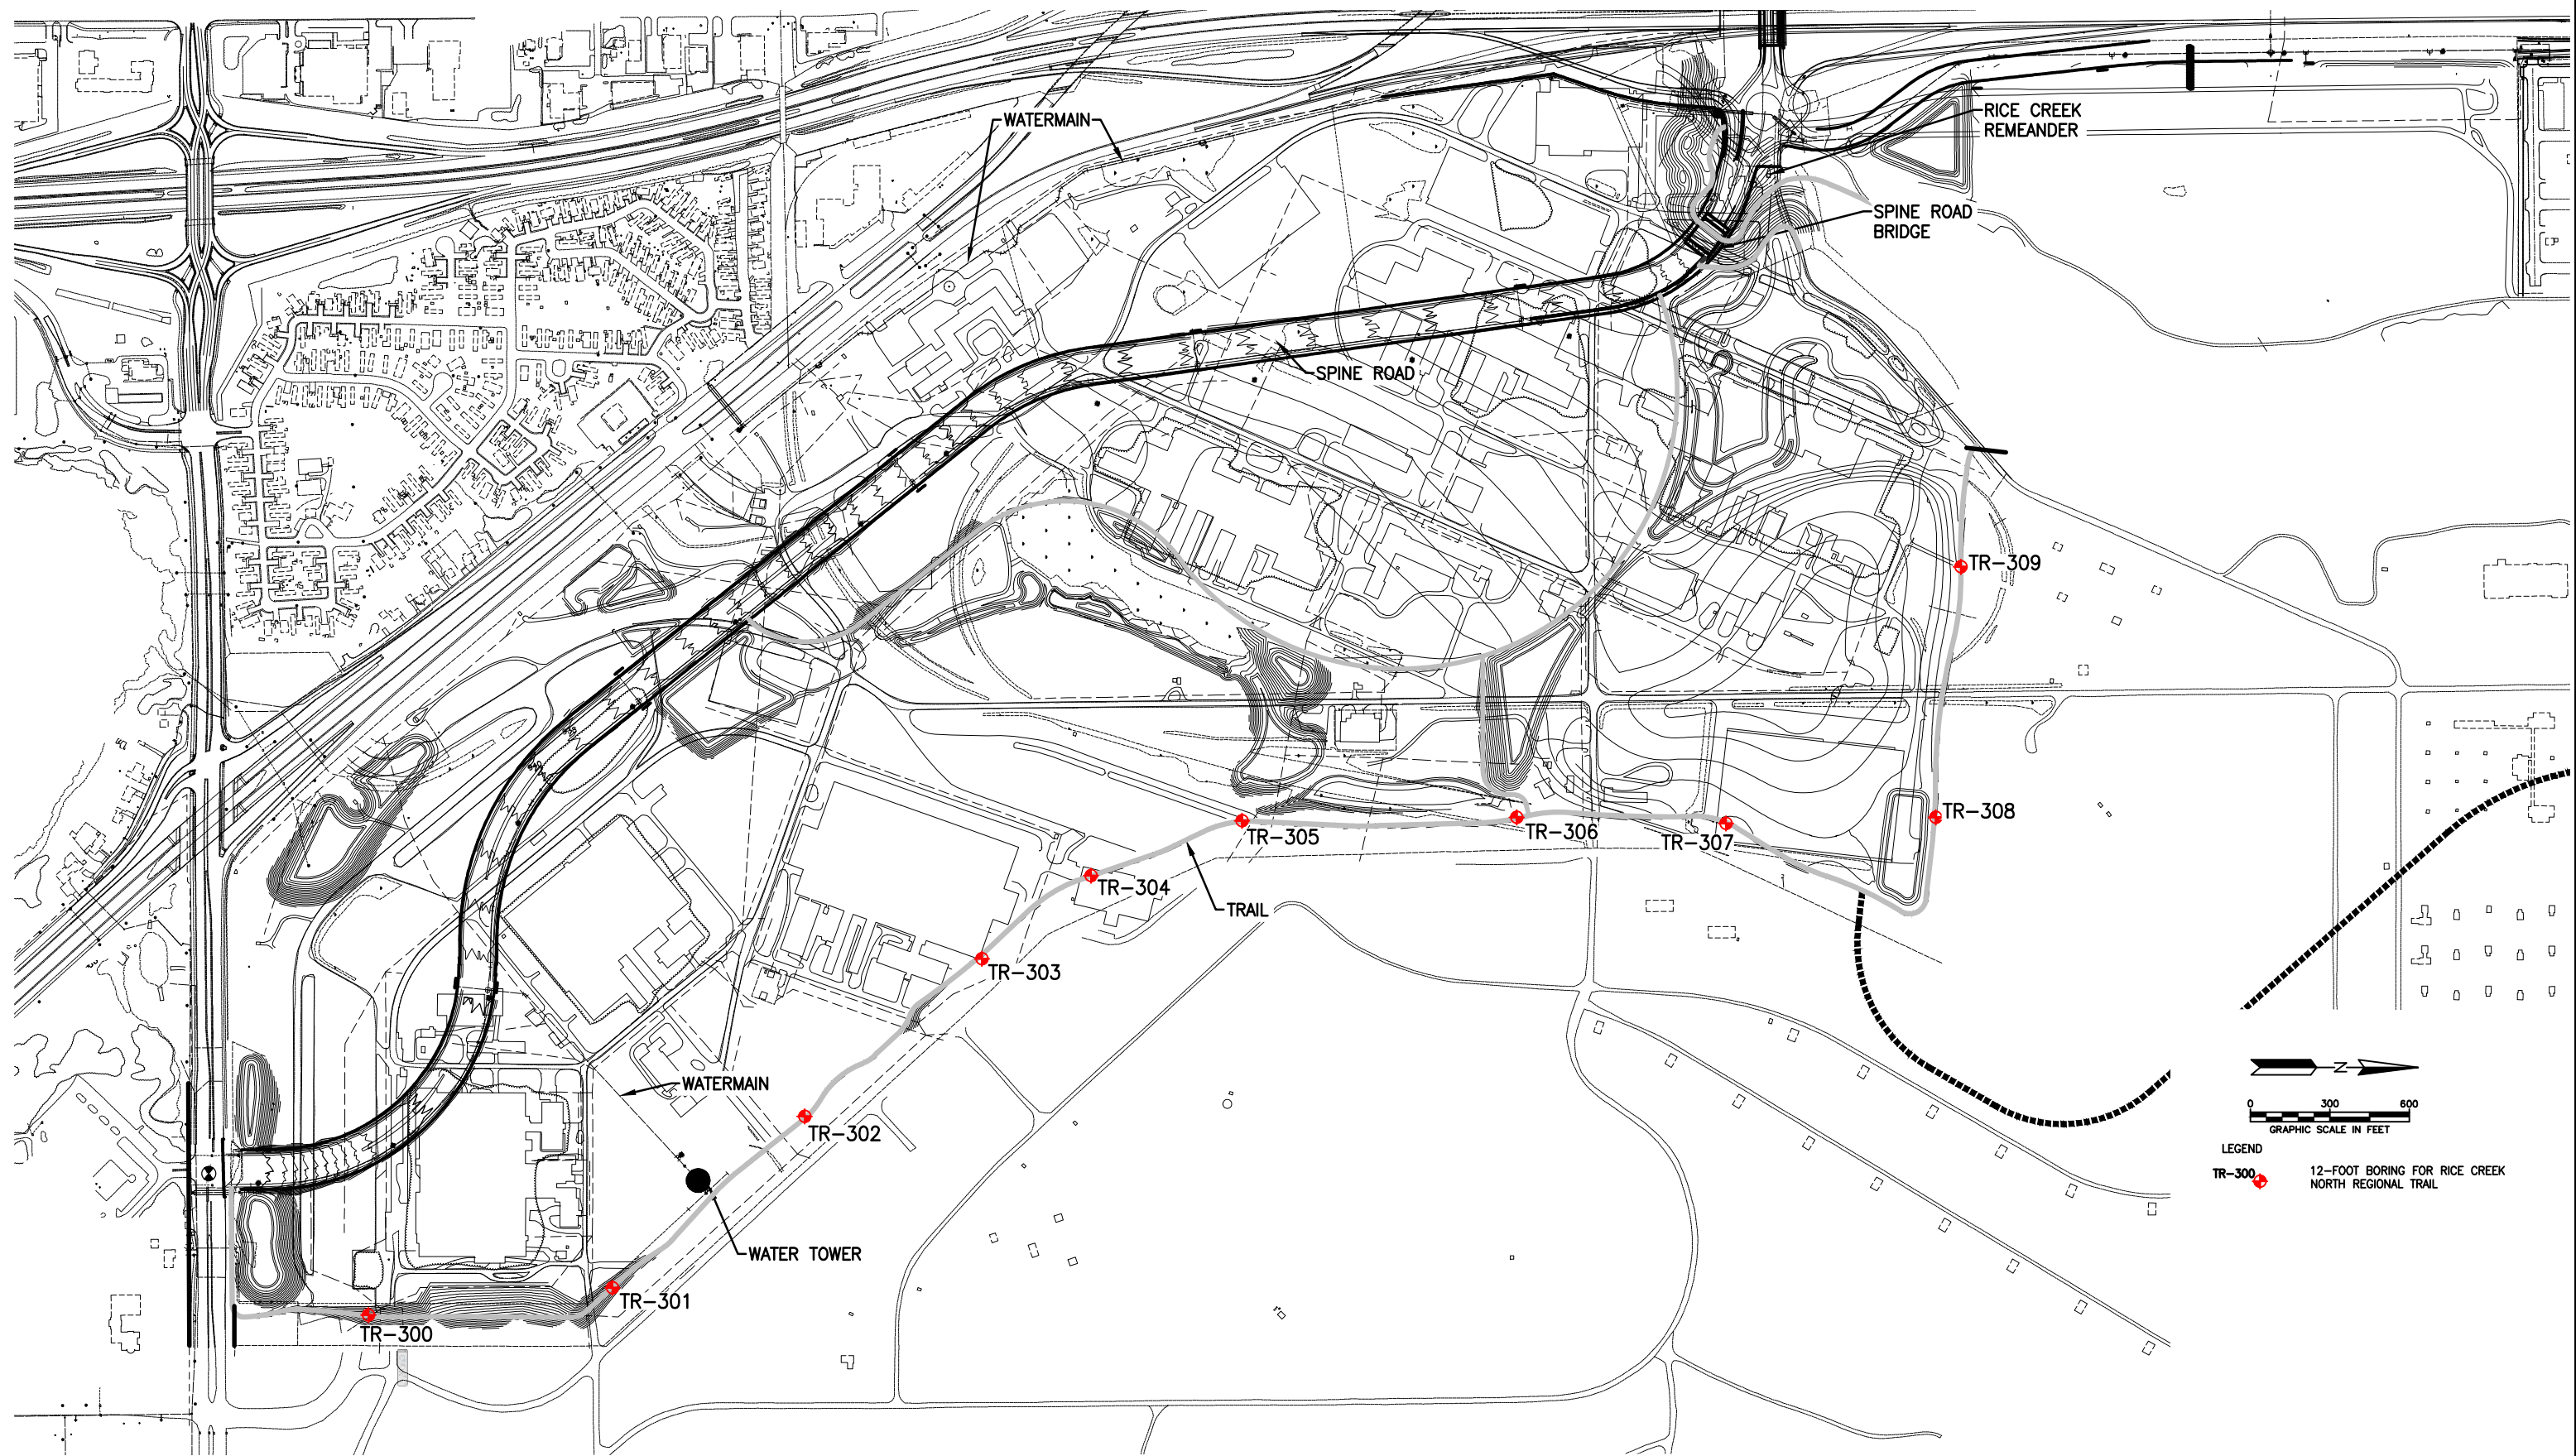 WATERMAIN
RICE CREEK
REMEANDER
SPINE ROAD
BRIDGE
SPINE ROAD
TR-309
TR-308
TR-305
TR-306
TR-307
TR-304
TRAIL
TR-303
WATERMAIN
TR-302
WATER TOWER
TR-301
TR-300
N
0 300 600
GRAPHIC SCALE IN FEET
LEGEND
TR-300 12-FOOT BORING FOR RICE CREEK
NORTH REGIONAL TRAIL